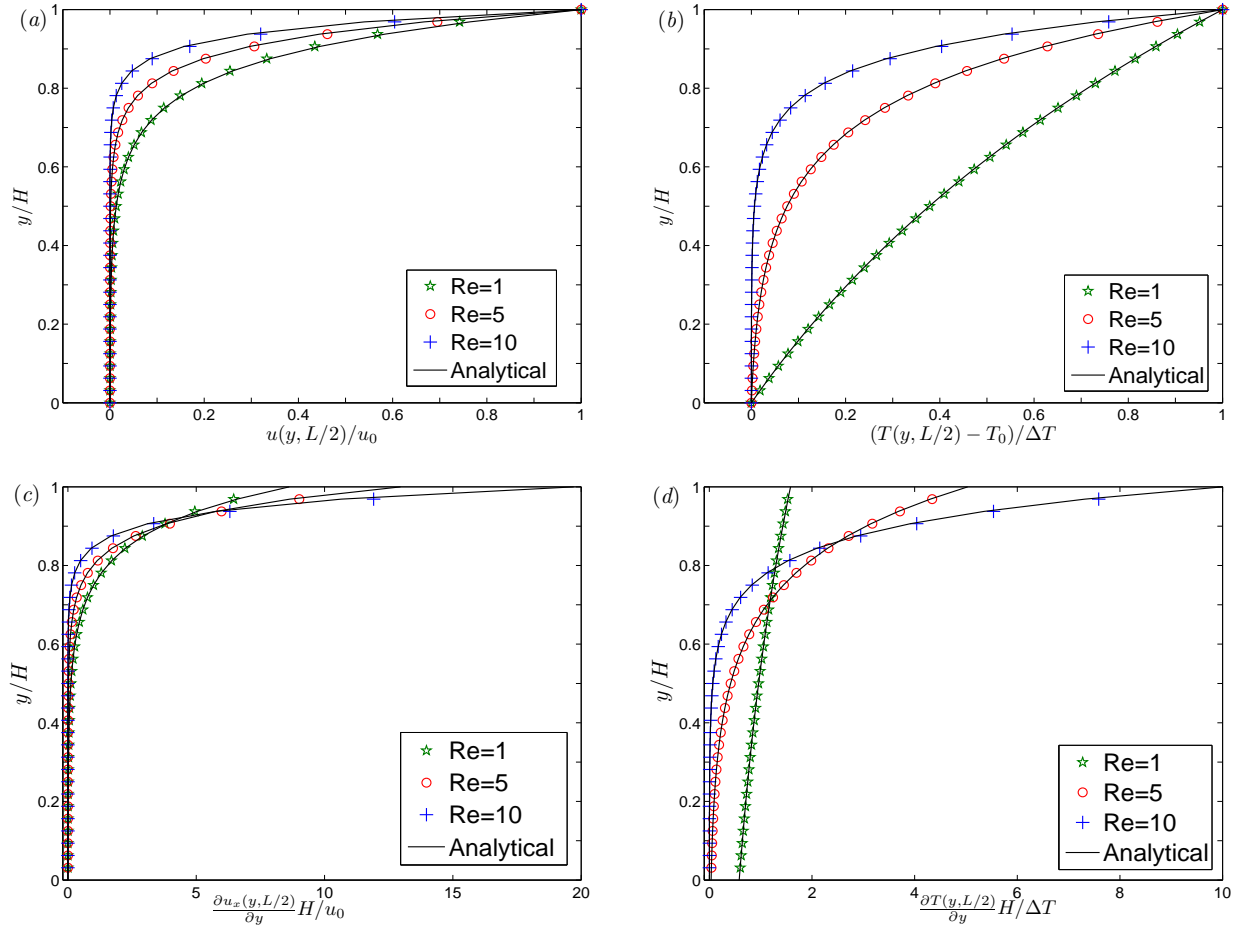 (a)
1
0.8
0.6
0.4
0.2
0
y/H
0 0.2 0.4 0.6 0.8 1
u(y, L/2)/u₀
Re=1
Re=5
Re=10
Analytical
(b)
1
0.8
0.6
0.4
0.2
0
y/H
0 0.2 0.4 0.6 0.8 1
(T(y, L/2) − T₀)/ΔT
Re=1
Re=5
Re=10
Analytical
(c)
1
0.8
0.6
0.4
0.2
0
y/H
0 5 10 15 20
∂uₓ(y,L/2)/∂y H/u₀
Re=1
Re=5
Re=10
Analytical
(d)
1
0.8
0.6
0.4
0.2
0
y/H
0 2 4 6 8 10
∂T(y,L/2)/∂y H/ΔT
Re=1
Re=5
Re=10
Analytical